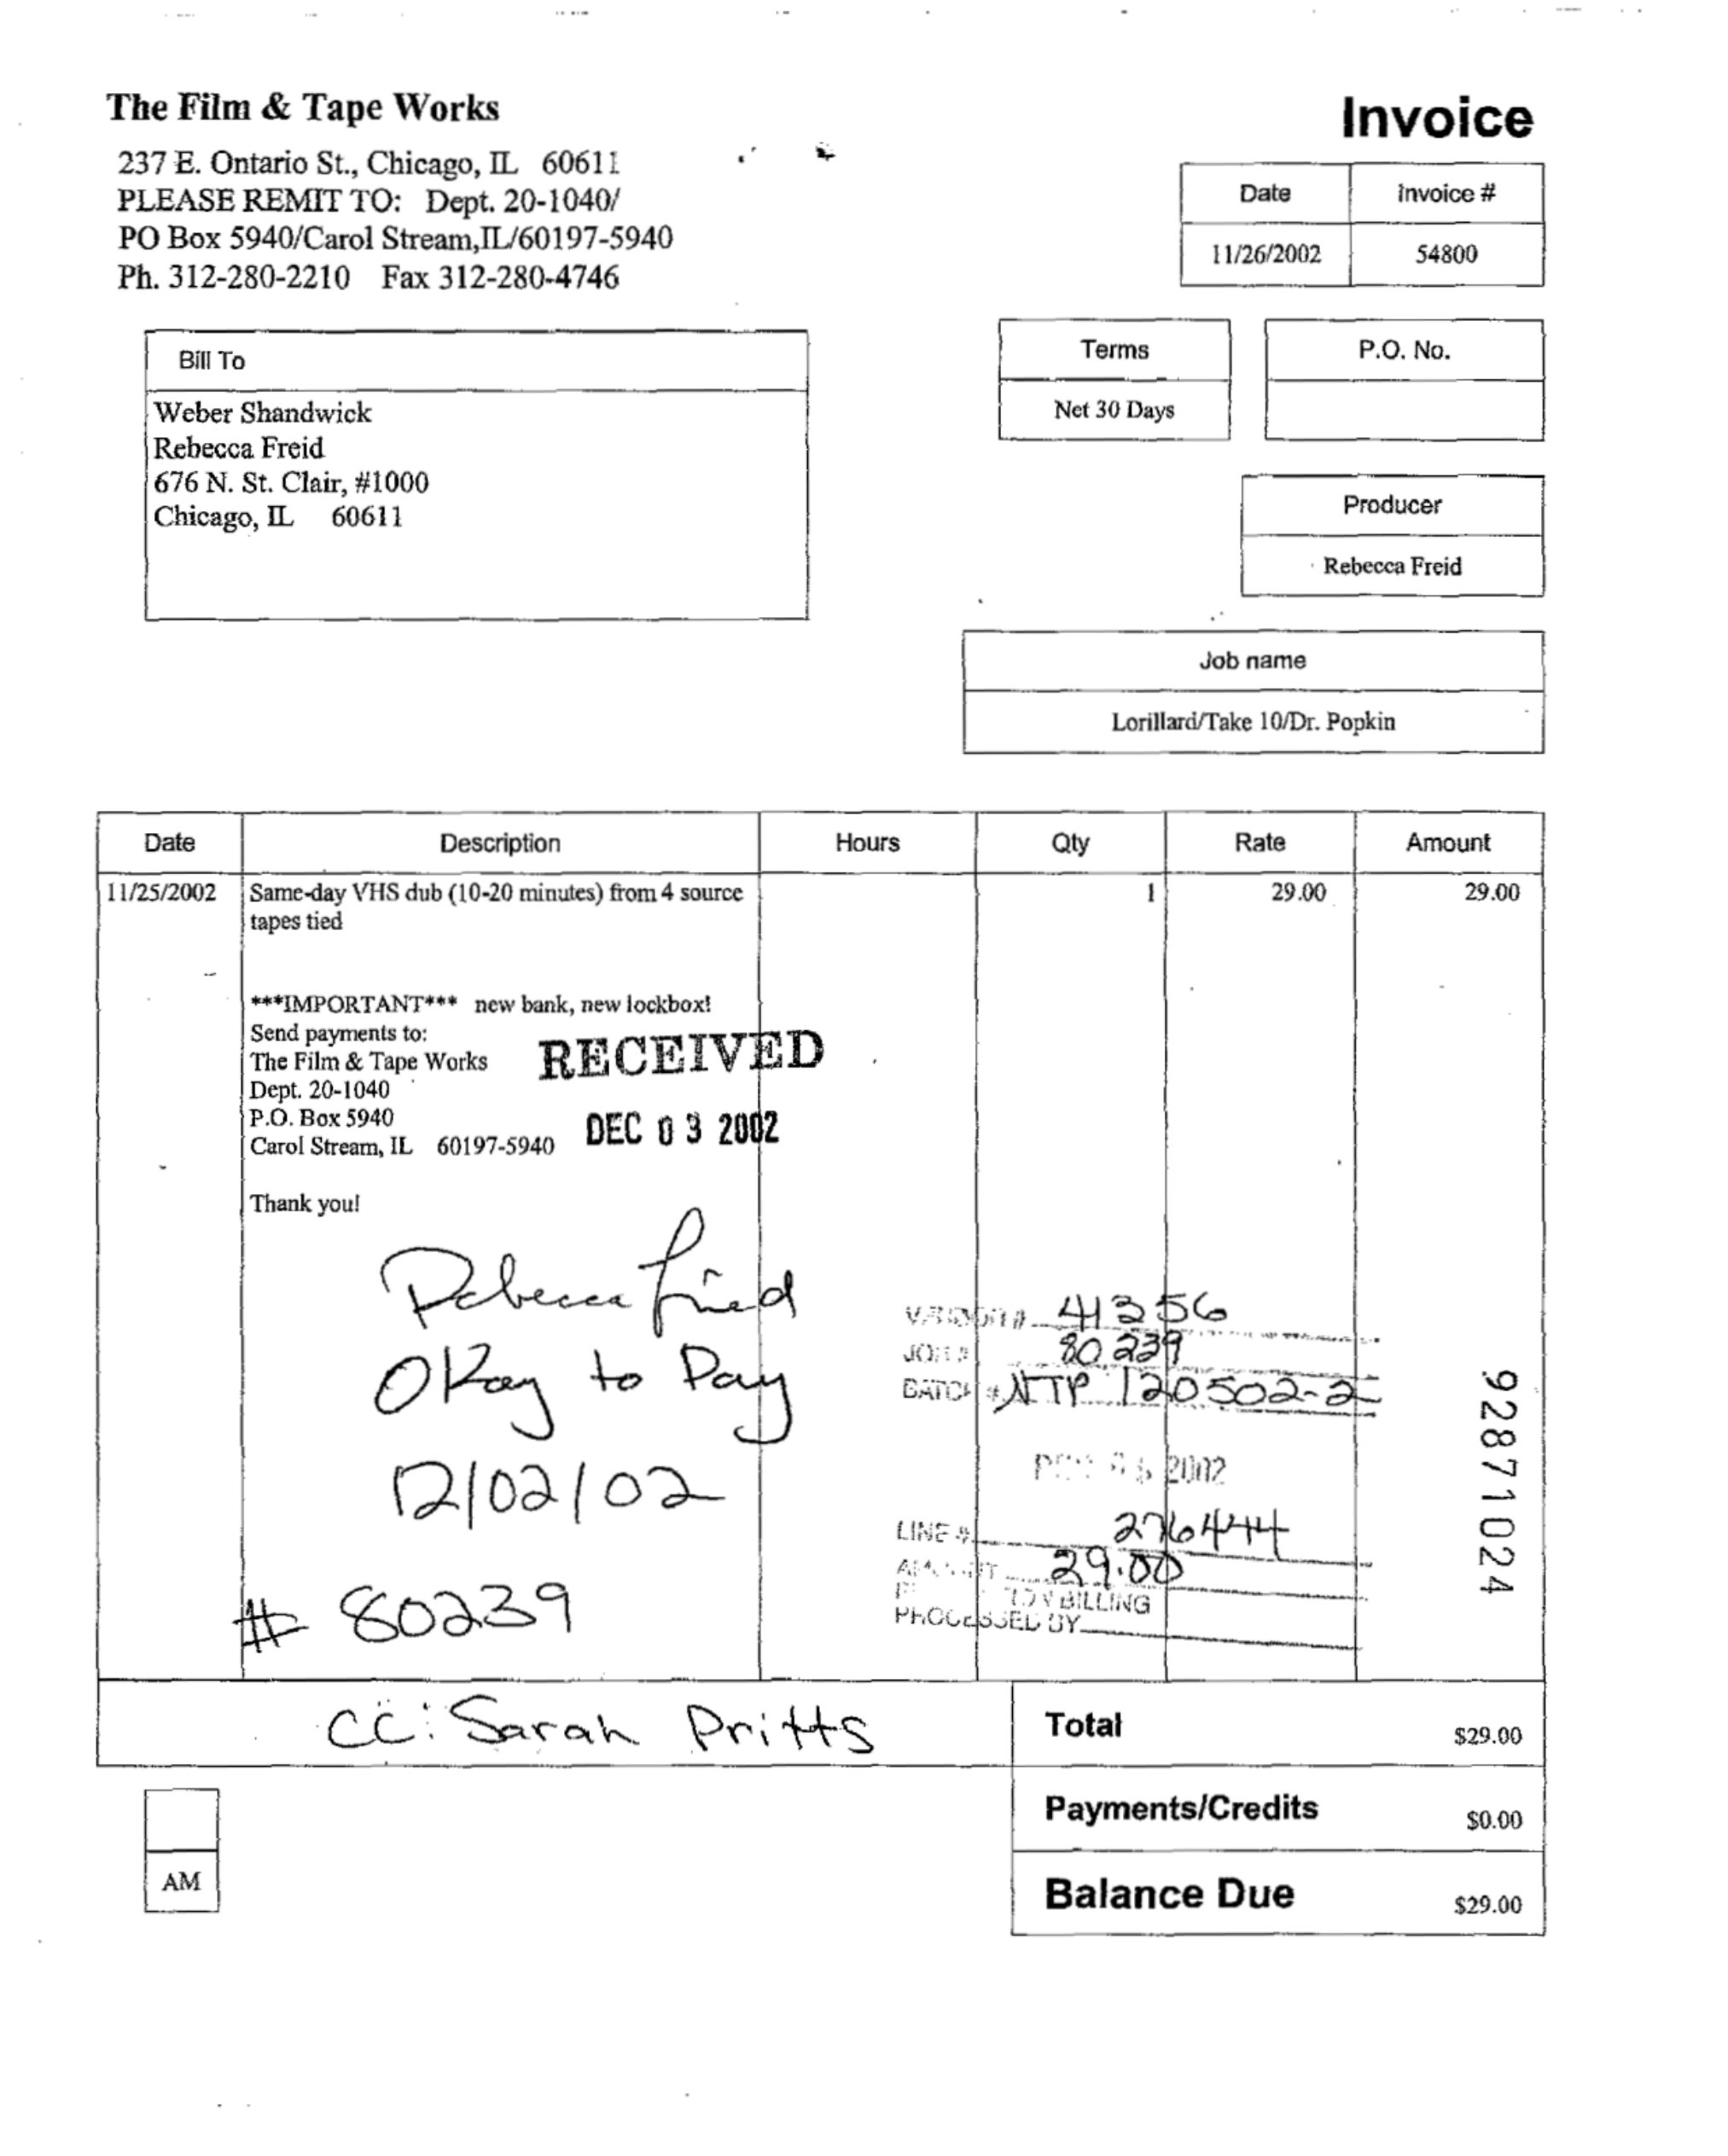 The Film & Tape Works
Invoice
237 E. Ontario St., Chicago, IL 60611
PLEASE REMIT TO: Dept. 20-1040/
PO Box 5940/Carol Stream,IL/60197-5940
Ph. 312-280-2210 Fax 312-280-4746
Date Invoice #
11/26/2002 54800
Bill To
Weber Shandwick
Rebecca Freid
676 N. St. Clair, #1000
Chicago, IL 60611
Terms
Net 30 Days
P.O. No.
Producer
Rebecca Freid
Job name
Lorillard/Take 10/Dr. Popkin
Date Description Hours Qty Rate Amount
11/25/2002 Same-day VHS dub (10-20 minutes) from 4 source 1 29.00 29.00
tapes tied
***IMPORTANT*** new bank, new lockbox!
Send payments to:
The Film & Tape Works
Dept. 20-1040
P.O. Box 5940
Carol Stream, IL 60197-5940
RECEIVED
DEC 03 2002
Thank you!
Rebecca Fried
Okay to Pay
12/02/02
# 80239
VENDOR # 41356
JOB # 80239
BATCH # NTP 120502-2
2002
LINE # 276444
AMOUNT 29.00
BILLING
PROCESSED BY
92871024
CC: Sarah Pritts
Total $29.00
Payments/Credits $0.00
Balance Due $29.00
AM